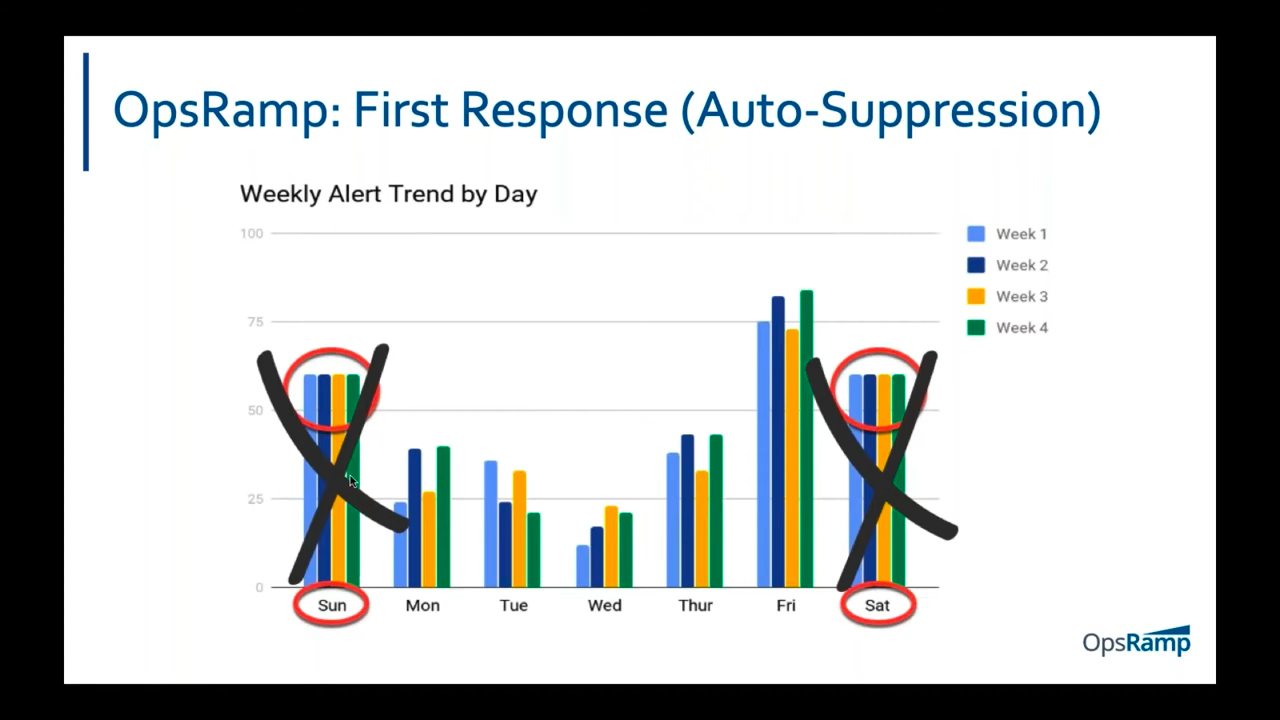 OpsRamp: First Response (Auto-Suppression)
Weekly Alert Trend by Day
100
75
50
25
0
Week 1
Week 2
Week 3
Week 4
Sun Mon Tue Wed Thur Fri Sat
OpsRamp